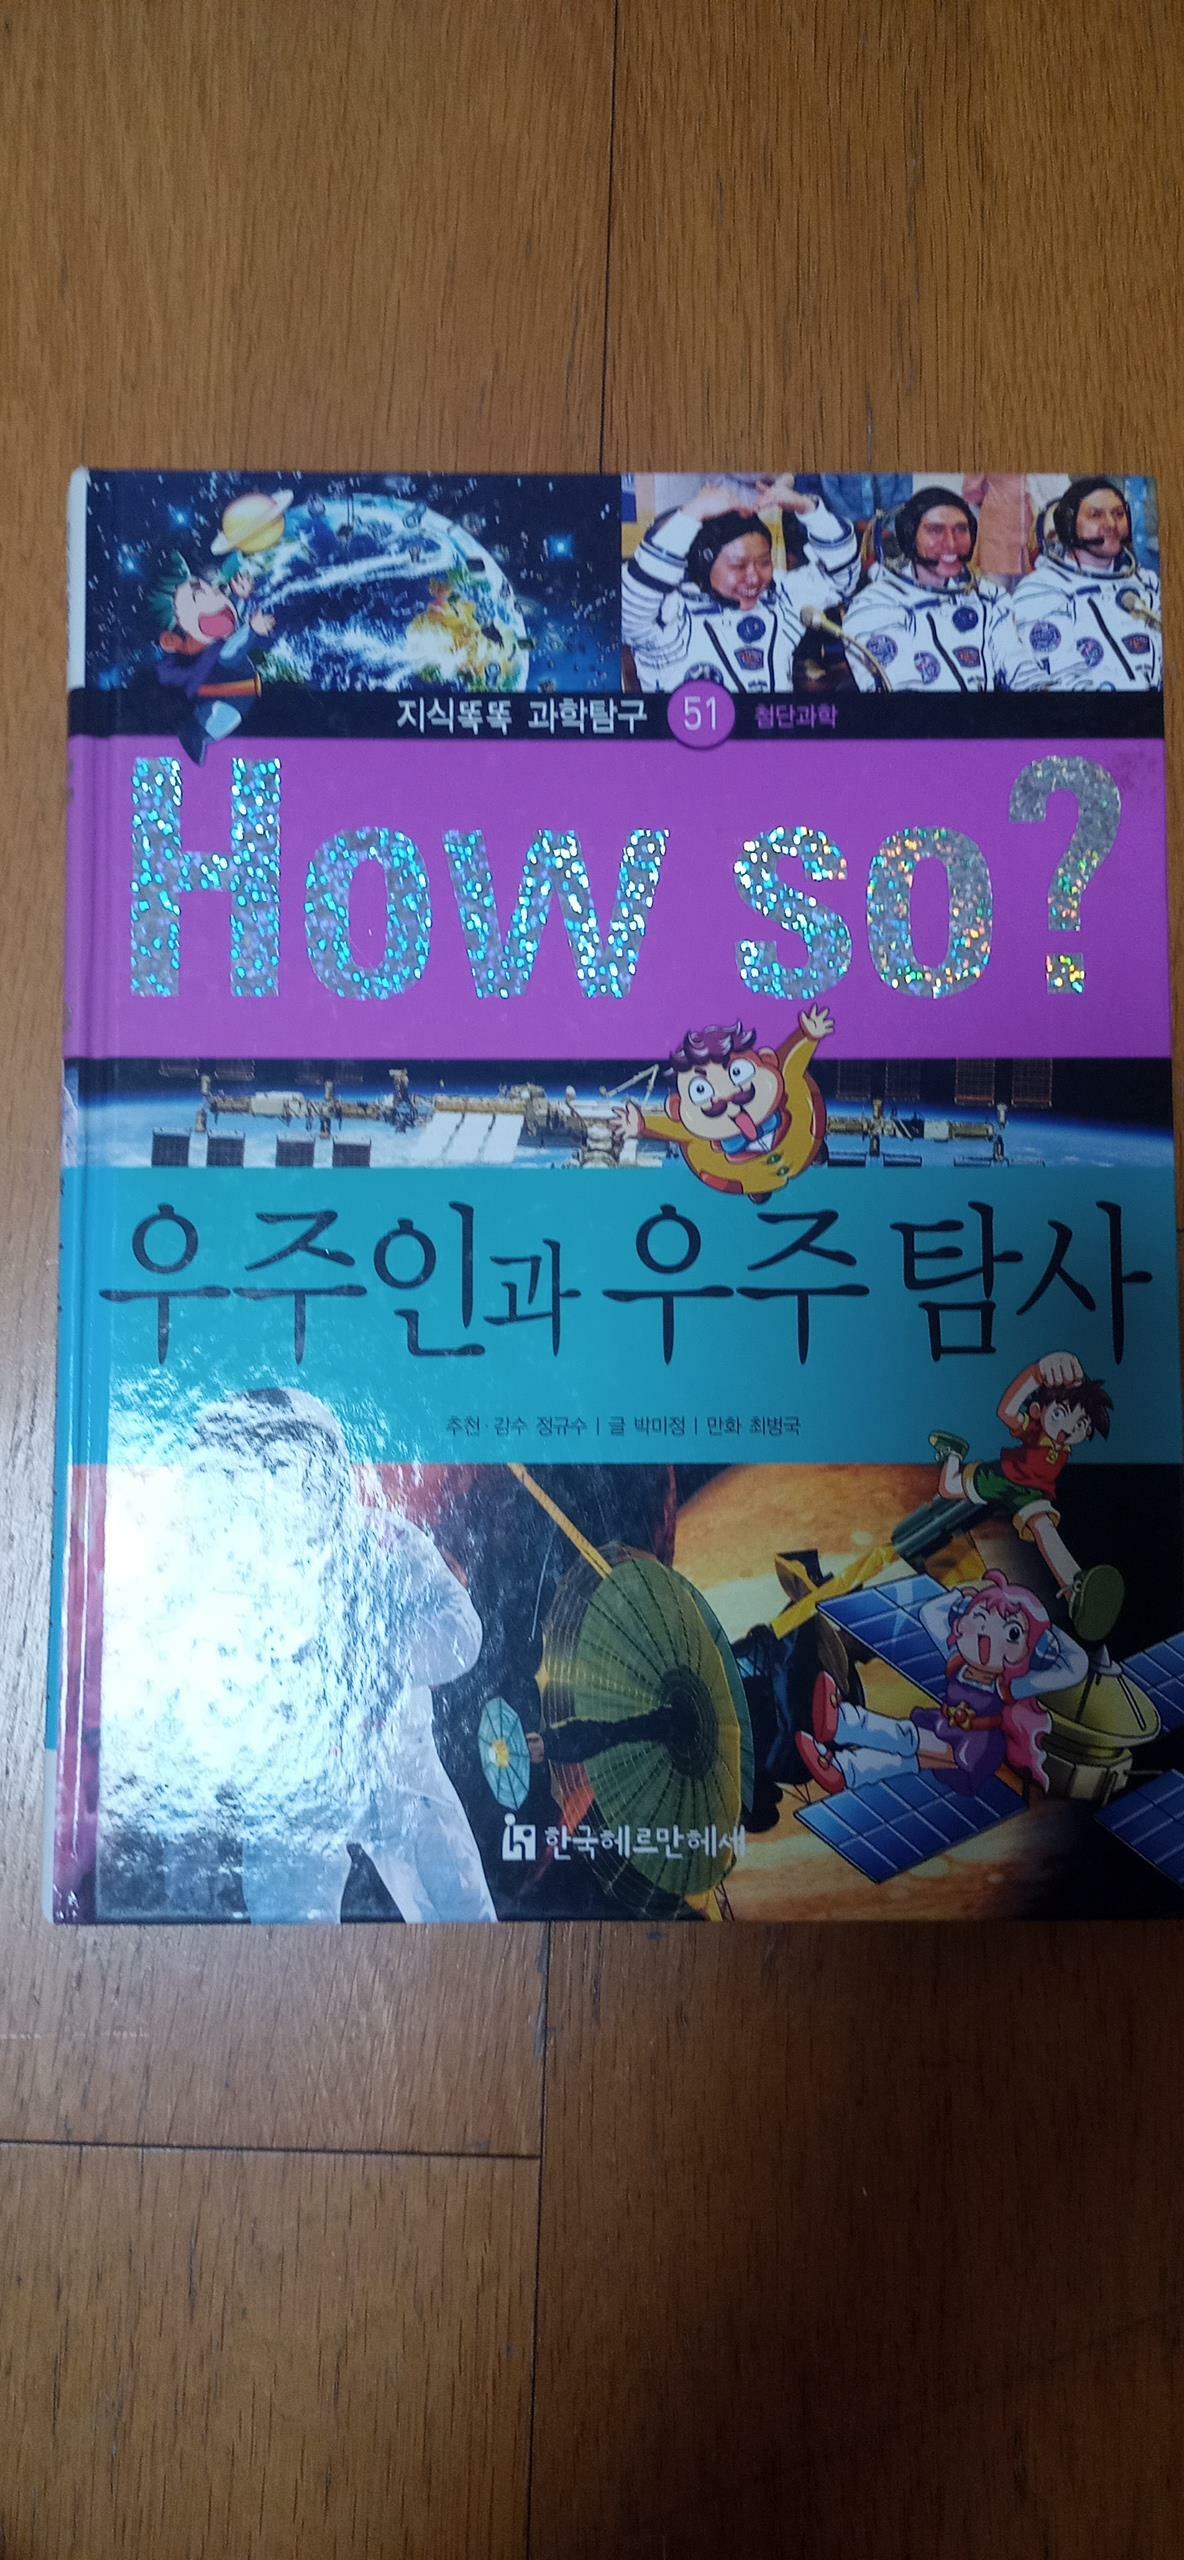 지식똑똑 과학탐구 51 첨단과학
How so?
우주인과 우주 탐사
추천·감수 정규수 | 글 박미정 | 만화 최병국
한국헤르만헤세